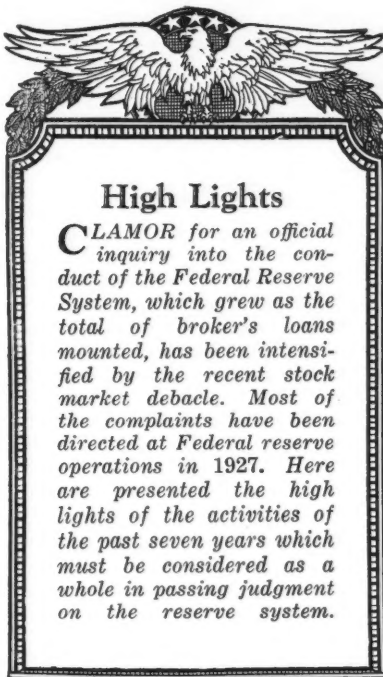 High Lights
CLAMOR for an official
inquiry into the con-
duct of the Federal Reserve
System, which grew as the
total of broker's loans
mounted, has been intensi-
fied by the recent stock
market debacle. Most of
the complaints have been
directed at Federal reserve
operations in 1927. Here
are presented the high
lights of the activities of
the past seven years which
must be considered as a
whole in passing judgment
on the reserve system.